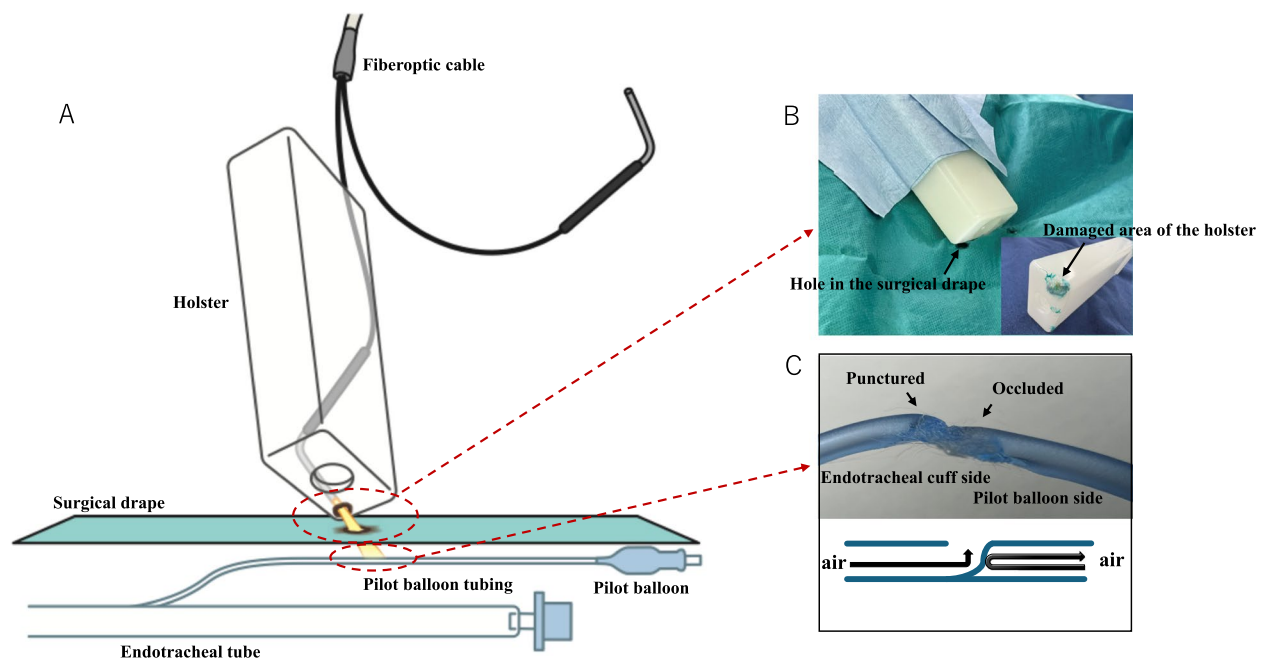 A
Fiberoptic cable
Holster
Surgical drape
Pilot balloon tubing
Pilot balloon
Endotracheal tube
B
Damaged area of the holster
Hole in the surgical drape
C
Punctured
Occluded
Endotracheal cuff side
Pilot balloon side
air
air